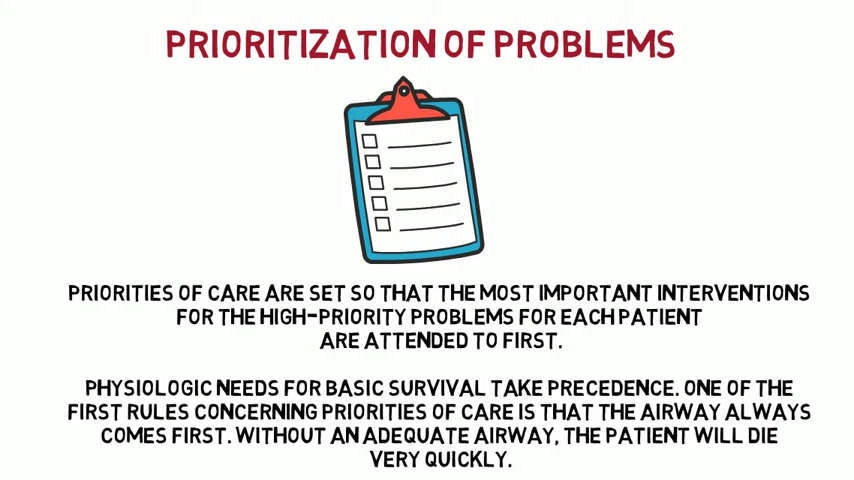 PRIORITIZATION OF PROBLEMS
PRIORITIES OF CARE ARE SET SO THAT THE MOST IMPORTANT INTERVENTIONS
FOR THE HIGH-PRIORITY PROBLEMS FOR EACH PATIENT
ARE ATTENDED TO FIRST.
PHYSIOLOGIC NEEDS FOR BASIC SURVIVAL TAKE PRECEDENCE. ONE OF THE
FIRST RULES CONCERNING PRIORITIES OF CARE IS THAT THE AIRWAY ALWAYS
COMES FIRST. WITHOUT AN ADEQUATE AIRWAY, THE PATIENT WILL DIE
VERY QUICKLY.